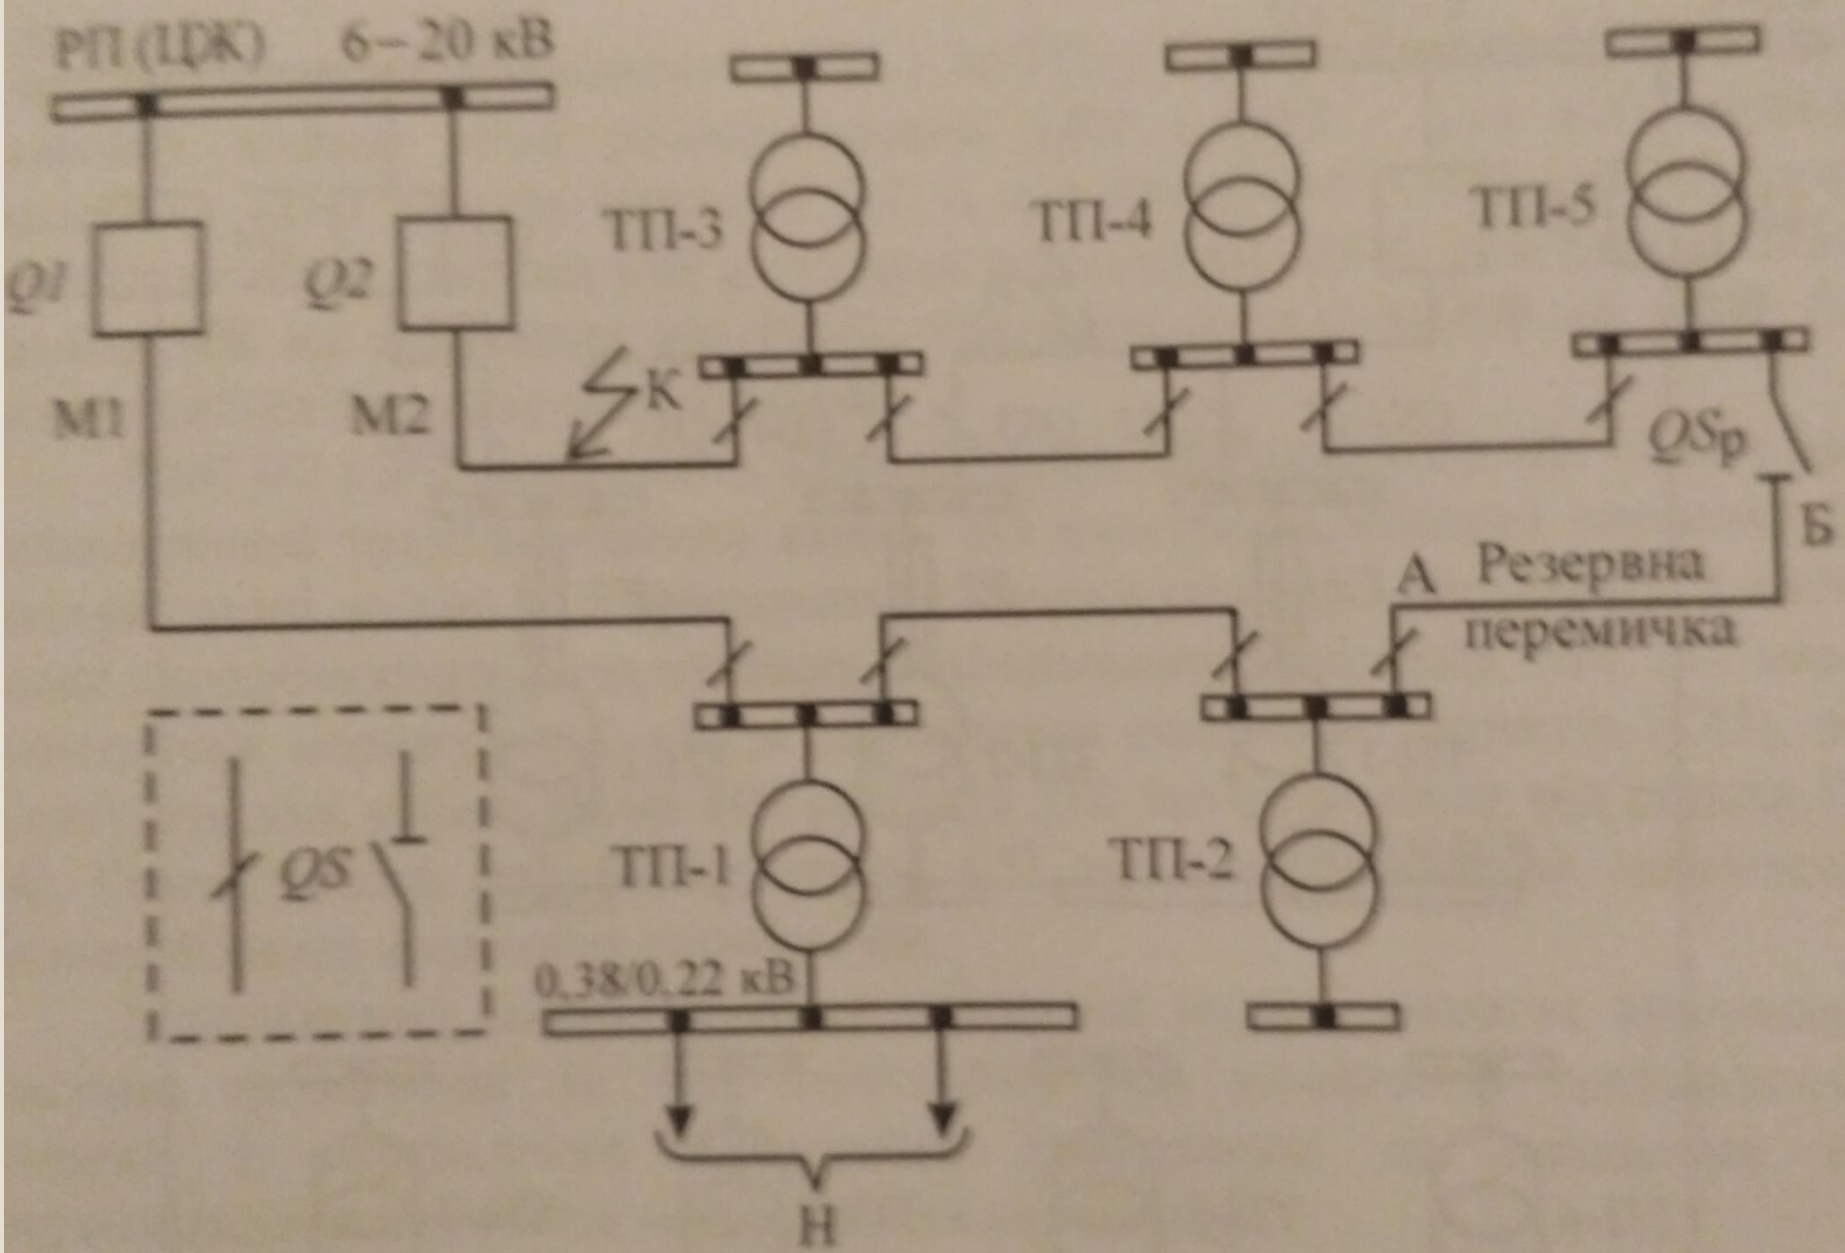 РП (ЦЖ) 6–20 кВ
ТП-3
ТП-4
ТП-5
Q1
Q2
М1
М2
К
QSр
Б
А
Резервна
перемичка
QS
ТП-1
ТП-2
0,38/0,22 кВ
Н